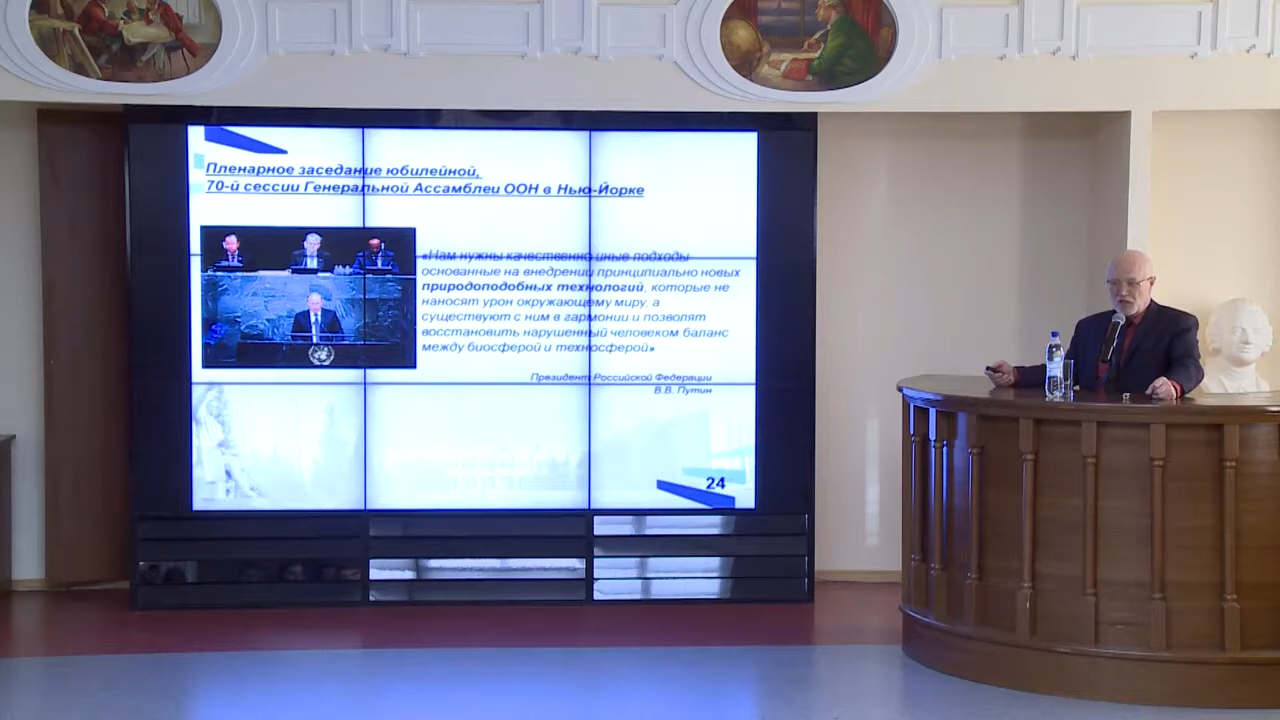 Пленарное заседание юбилейной,
70-й сессии Генеральной Ассамблеи ООН в Нью-Йорке
«Нам нужны качественно иные подходы
основанные на внедрении принципиально новых
природоподобных технологий, которые не
наносят урон окружающему миру, а
существуют с ним в гармонии и позволят
восстановить нарушенный человеком баланс
между биосферой и техносферой»
Президент Российской Федерации
В.В. Путин
24